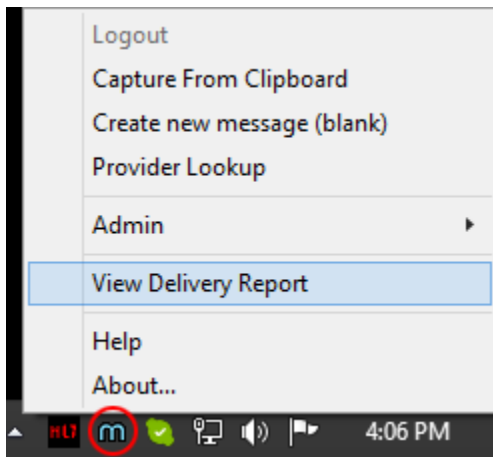 Logout
Capture From Clipboard
Create new message (blank)
Provider Lookup
Admin
View Delivery Report
Help
About...
HL7 m 4:06 PM